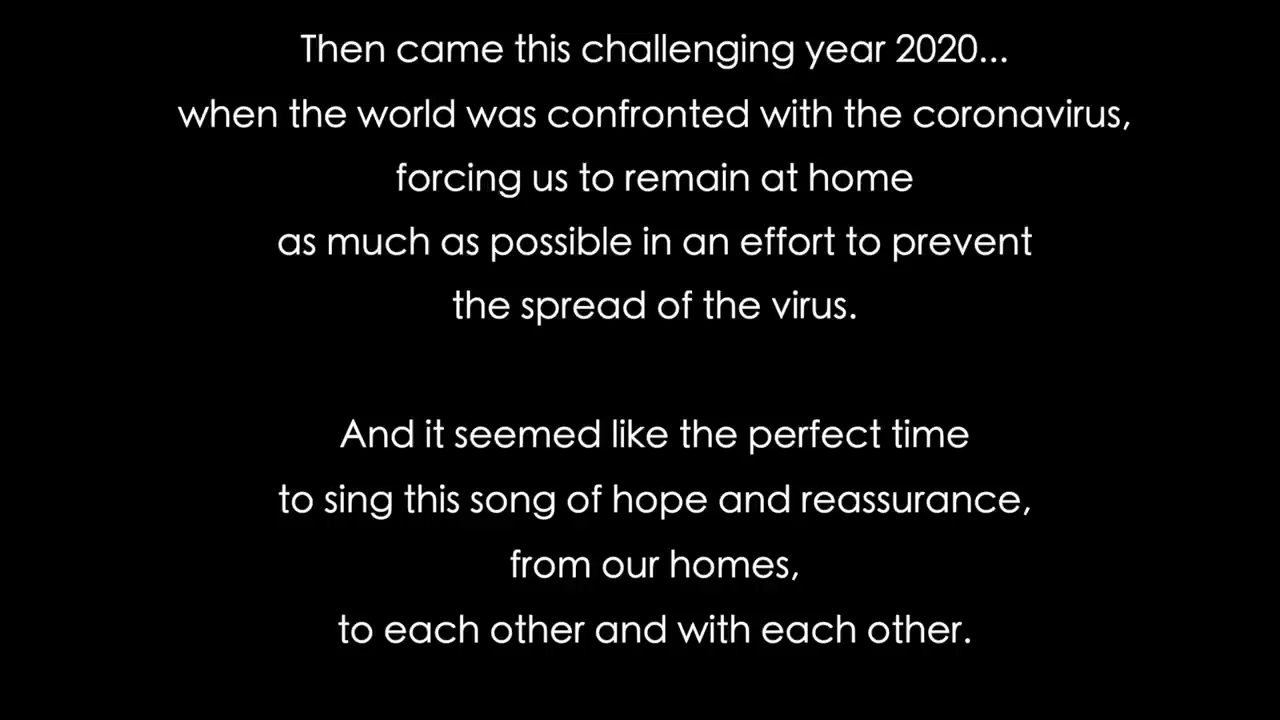 Then came this challenging year 2020...
when the world was confronted with the coronavirus,
forcing us to remain at home
as much as possible in an effort to prevent
the spread of the virus.
And it seemed like the perfect time
to sing this song of hope and reassurance,
from our homes,
to each other and with each other.